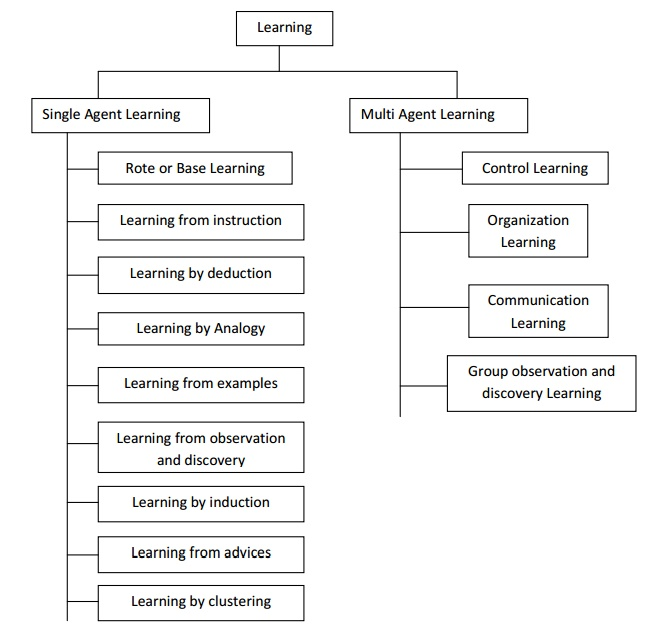 Learning
Single Agent Learning
Rote or Base Learning
Learning from instruction
Learning by deduction
Learning by Analogy
Learning from examples
Learning from observation
and discovery
Learning by induction
Learning from advices
Learning by clustering
Multi Agent Learning
Control Learning
Organization
Learning
Communication
Learning
Group observation and
discovery Learning